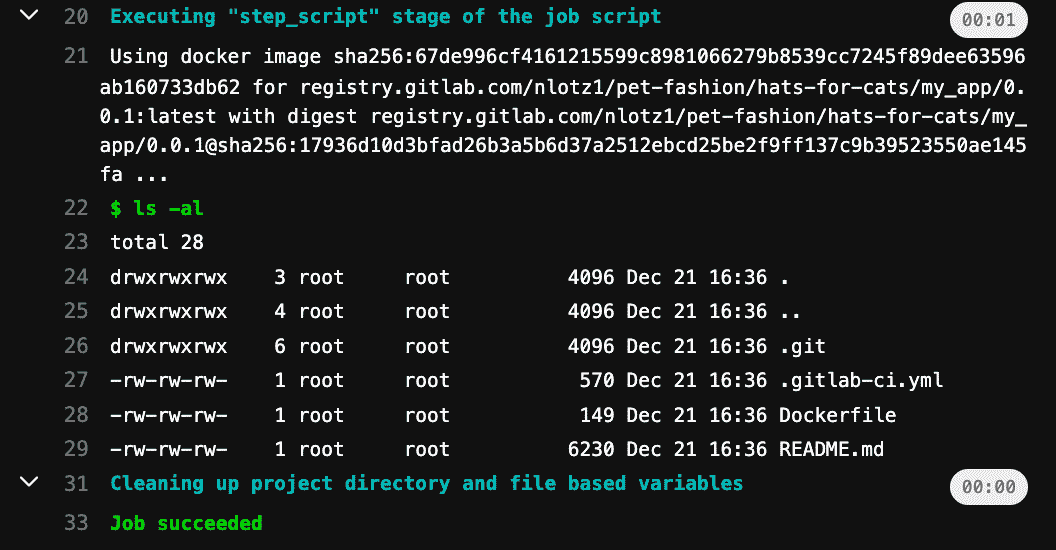 20 Executing "step_script" stage of the job script 00:01
21 Using docker image sha256:67de996cf4161215599c8981066279b8539cc7245f89dee63596
ab160733db62 for registry.gitlab.com/nlotz1/pet-fashion/hats-for-cats/my_app/0.
0.1:latest with digest registry.gitlab.com/nlotz1/pet-fashion/hats-for-cats/my_
app/0.0.1@sha256:17936d10d3bfad26b3a5b6d37a2512ebcd25be2f9ff137c9b39523550ae145
fa ...
22 $ ls -al
23 total 28
24 drwxrwxrwx 3 root root 4096 Dec 21 16:36 .
25 drwxrwxrwx 4 root root 4096 Dec 21 16:36 ..
26 drwxrwxrwx 6 root root 4096 Dec 21 16:36 .git
27 -rw-rw-rw- 1 root root 570 Dec 21 16:36 .gitlab-ci.yml
28 -rw-rw-rw- 1 root root 149 Dec 21 16:36 Dockerfile
29 -rw-rw-rw- 1 root root 6230 Dec 21 16:36 README.md
31 Cleaning up project directory and file based variables 00:00
33 Job succeeded